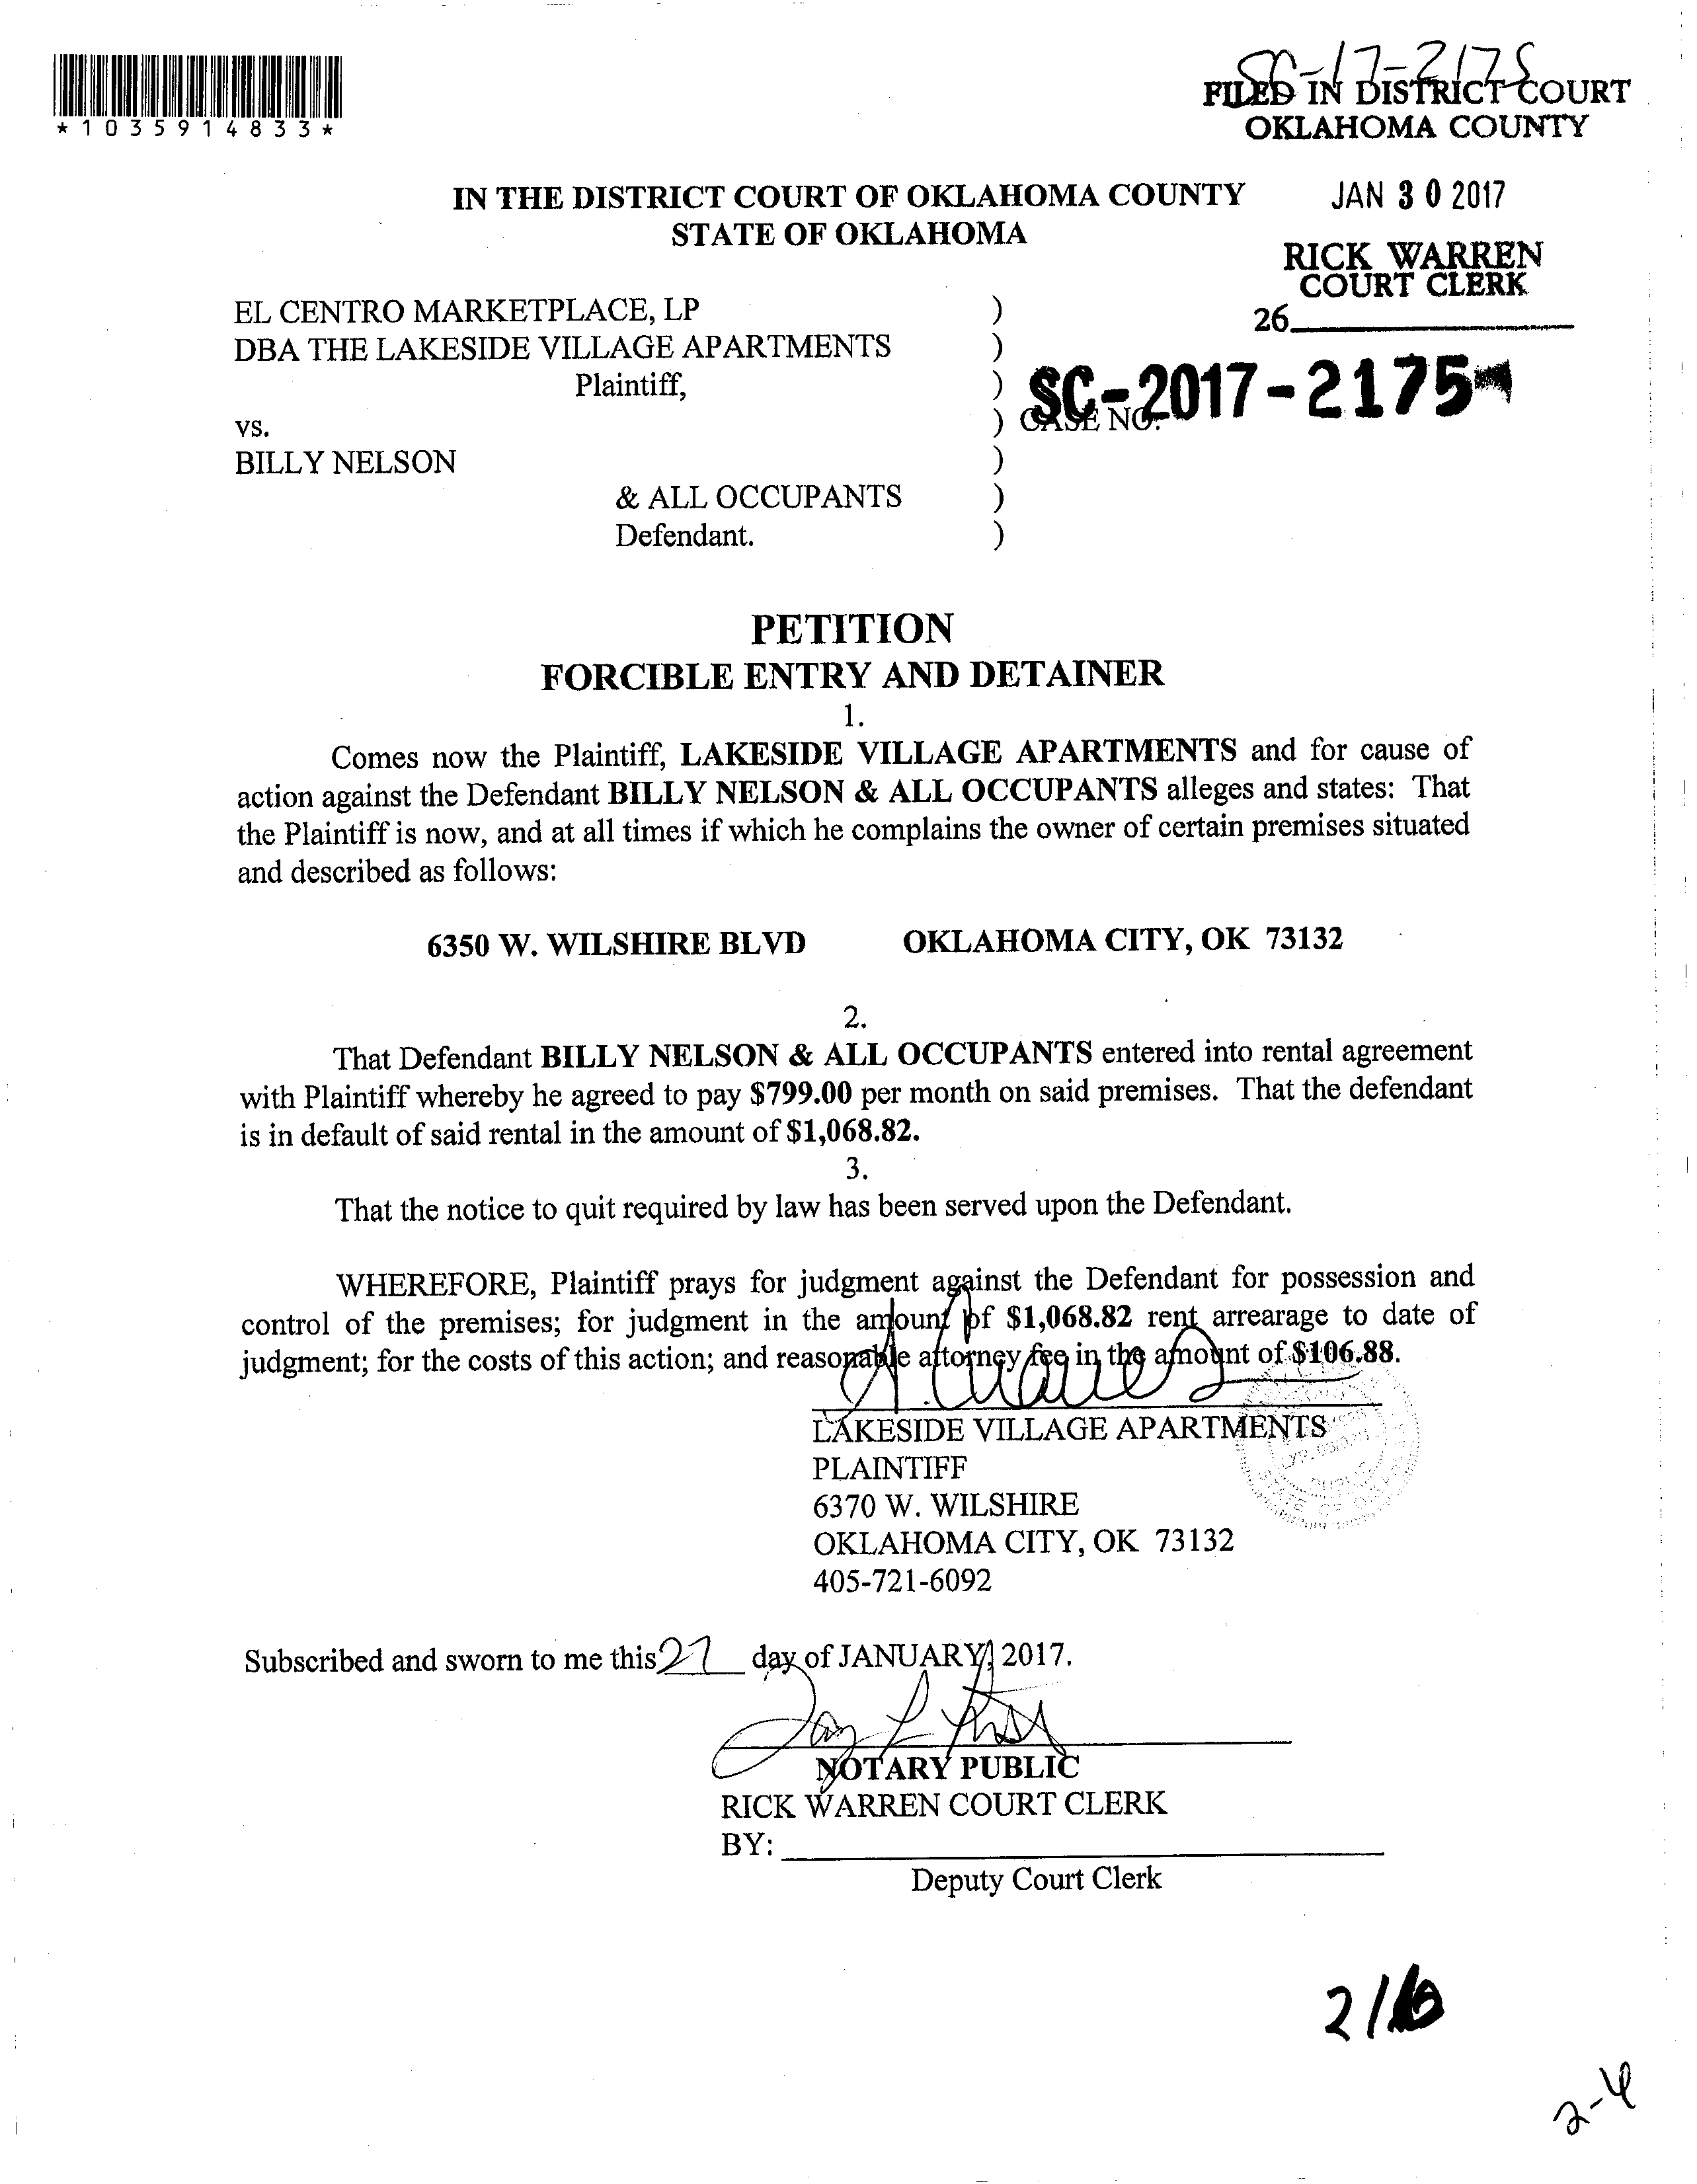 *1035914833*
SC-17-2175
FILED IN DISTRICT COURT
OKLAHOMA COUNTY
JAN 30 2017
RICK WARREN
COURT CLERK
26
IN THE DISTRICT COURT OF OKLAHOMA COUNTY
STATE OF OKLAHOMA
EL CENTRO MARKETPLACE, LP )
DBA THE LAKESIDE VILLAGE APARTMENTS )
Plaintiff, )
vs. ) CASE NO. SC-2017-2175
BILLY NELSON )
& ALL OCCUPANTS )
Defendant. )
PETITION
FORCIBLE ENTRY AND DETAINER
1.
Comes now the Plaintiff, LAKESIDE VILLAGE APARTMENTS and for cause of
action against the Defendant BILLY NELSON & ALL OCCUPANTS alleges and states: That
the Plaintiff is now, and at all times if which he complains the owner of certain premises situated
and described as follows:
6350 W. WILSHIRE BLVD OKLAHOMA CITY, OK 73132
2.
That Defendant BILLY NELSON & ALL OCCUPANTS entered into rental agreement
with Plaintiff whereby he agreed to pay $799.00 per month on said premises. That the defendant
is in default of said rental in the amount of $1,068.82.
3.
That the notice to quit required by law has been served upon the Defendant.
WHEREFORE, Plaintiff prays for judgment against the Defendant for possession and
control of the premises; for judgment in the amount of $1,068.82 rent arrearage to date of
judgment; for the costs of this action; and reasonable attorney fee in the amount of $106.88.
LAKESIDE VILLAGE APARTMENTS
PLAINTIFF
6370 W. WILSHIRE
OKLAHOMA CITY, OK 73132
405-721-6092
Subscribed and sworn to me this 27 day of JANUARY, 2017.
NOTARY PUBLIC
RICK WARREN COURT CLERK
BY:
Deputy Court Clerk
2-4